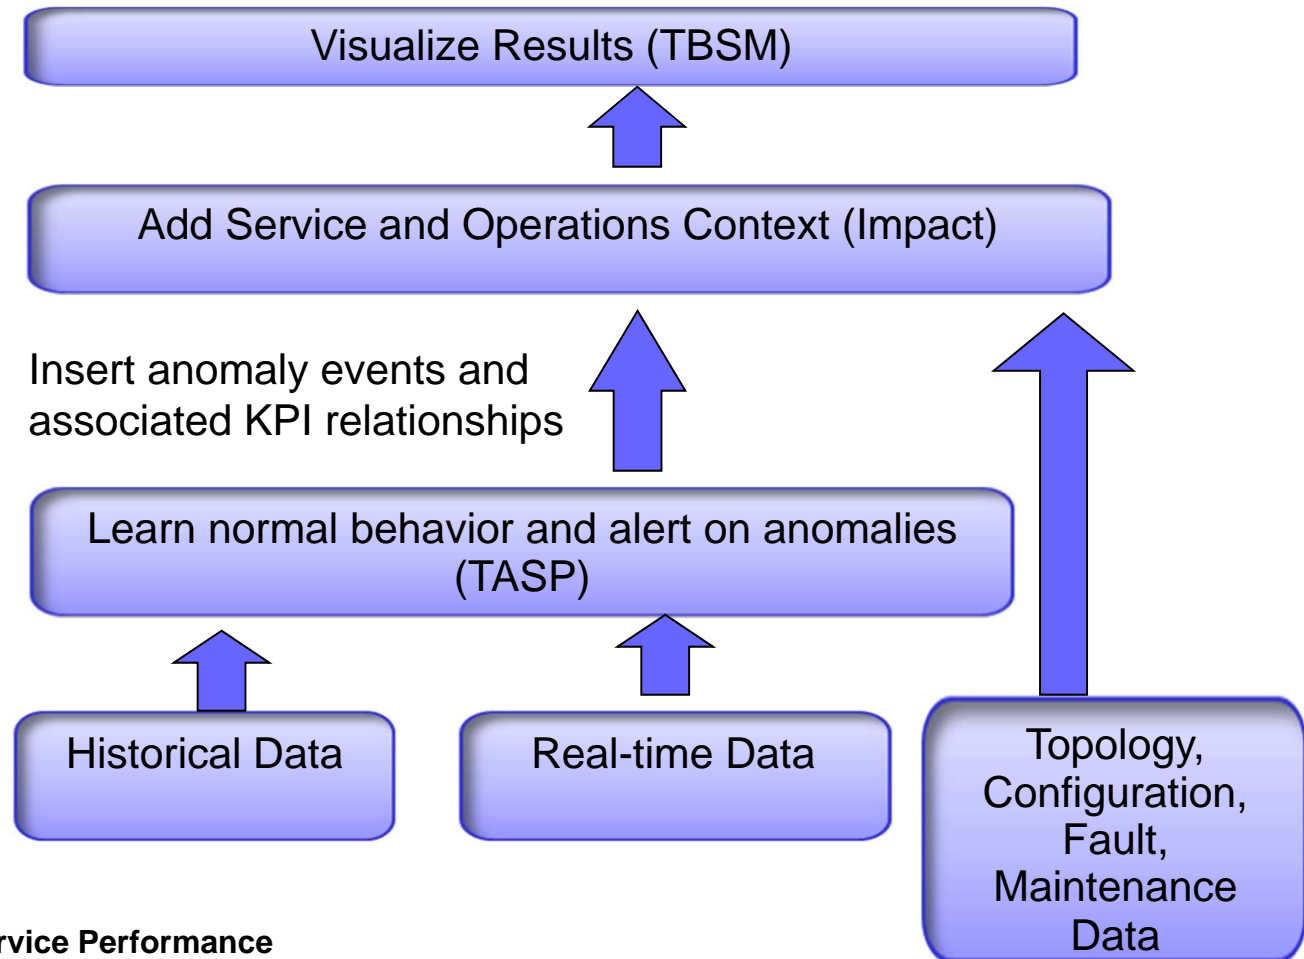 Visualize Results (TBSM)
Add Service and Operations Context (Impact)
Insert anomaly events and
associated KPI relationships
Learn normal behavior and alert on anomalies
(TASP)
Historical Data
Real-time Data
Topology,
Configuration,
Fault,
Maintenance
Data
Performance